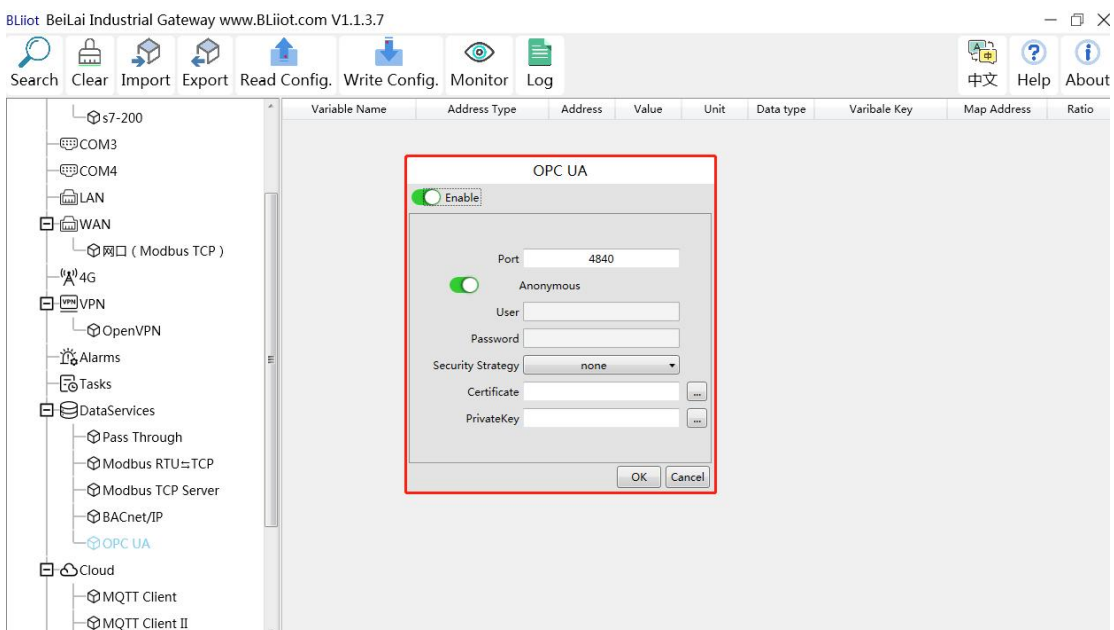 BLiiot BeiLai Industrial Gateway www.BLiiot.com V1.1.3.7
Search Clear Import Export Read Config. Write Config. Monitor Log 中文 Help About
s7-200
COM3
COM4
LAN
WAN
网口（Modbus TCP）
4G
VPN VPN
OpenVPN
Alarms
Tasks
DataServices
Pass Through
Modbus RTU⇆TCP
Modbus TCP Server
BACnet/IP
OPC UA
Cloud
MQTT Client
MQTT Client II
Variable Name Address Type Address Value Unit Data type Varibale Key Map Address Ratio
OPC UA
Enable
Port 4840
Anonymous
User
Password
Security Strategy none
Certificate ...
PrivateKey ...
OK Cancel